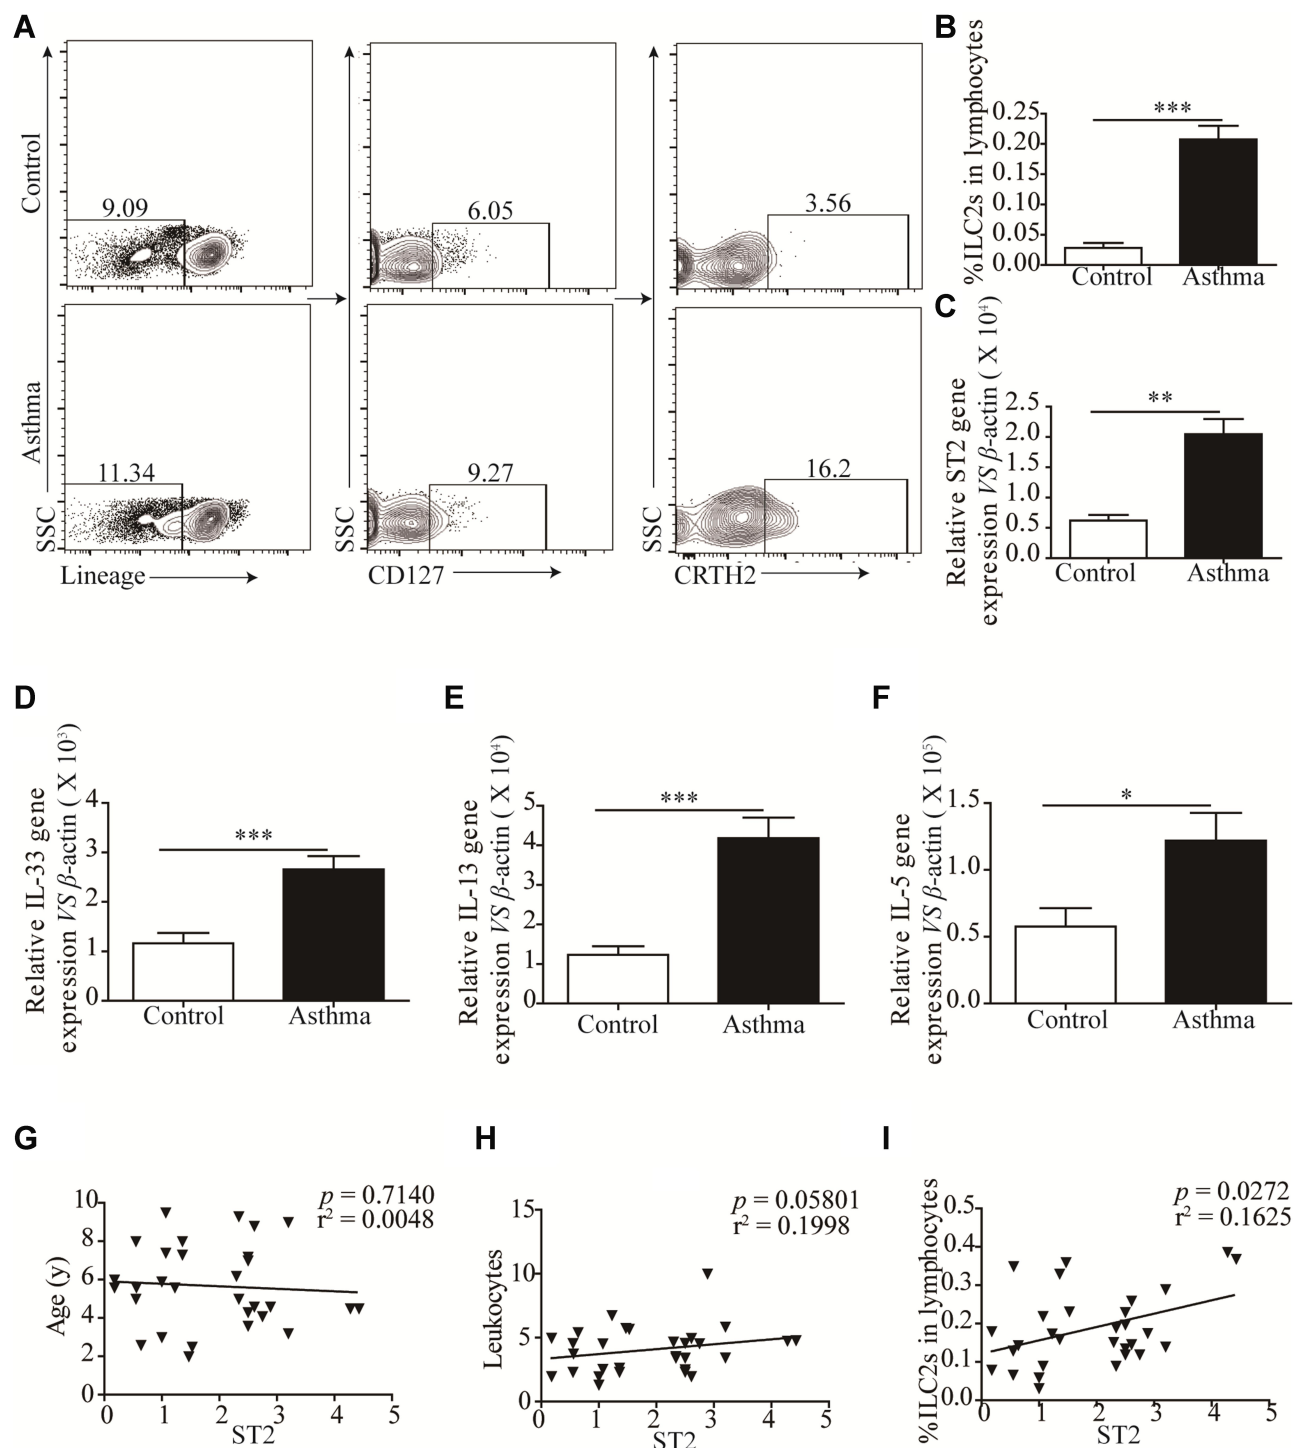 A
Control
9.09
6.05
3.56
Asthma
11.34
9.27
16.2
SSC
SSC
SSC
Lineage
CD127
CRTH2
B
%ILC2s in lymphocytes
0.25
0.20
0.15
0.10
0.05
0.00
***
Control Asthma
C
Relative ST2 gene
expression VS β-actin ( X 10⁴)
2.5
2.0
1.5
1.0
0.5
0.0
**
Control Asthma
D
Relative IL-33 gene
expression VS β-actin ( X 10³)
4
3
2
1
0
***
Control Asthma
E
Relative IL-13 gene
expression VS β-actin ( X 10⁴)
5
4
3
2
1
0
***
Control Asthma
F
Relative IL-5 gene
expression VS β-actin ( X 10⁵)
1.5
1.0
0.5
0.0
*
Control Asthma
G
Age (y)
10
8
6
4
2
0
p = 0.7140
r² = 0.0048
0 1 2 3 4 5
ST2
H
Leukocytes
15
10
5
0
p = 0.05801
r² = 0.1998
0 1 2 3 4 5
ST2
I
%ILC2s in lymphocytes
0.5
0.4
0.3
0.2
0.1
0.0
p = 0.0272
r² = 0.1625
0 1 2 3 4 5
ST2